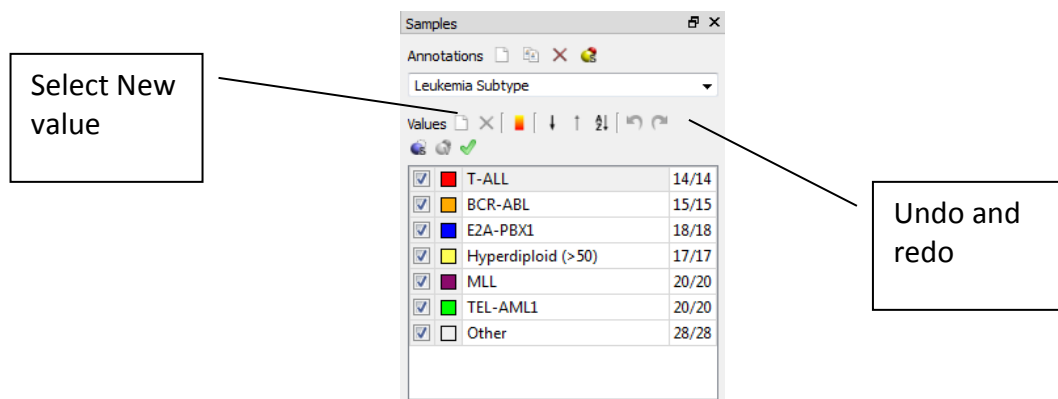 Samples
Annotations
Leukemia Subtype
Select New
value
Values
T-ALL 14/14
BCR-ABL 15/15
E2A-PBX1 18/18
Hyperdiploid (>50) 17/17
MLL 20/20
TEL-AML1 20/20
Other 28/28
Undo and
redo